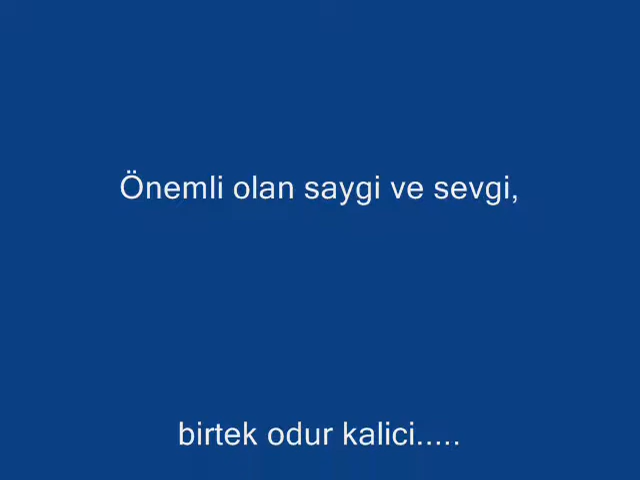 Önemli olan saygi ve sevgi,
birtek odur kalici.....